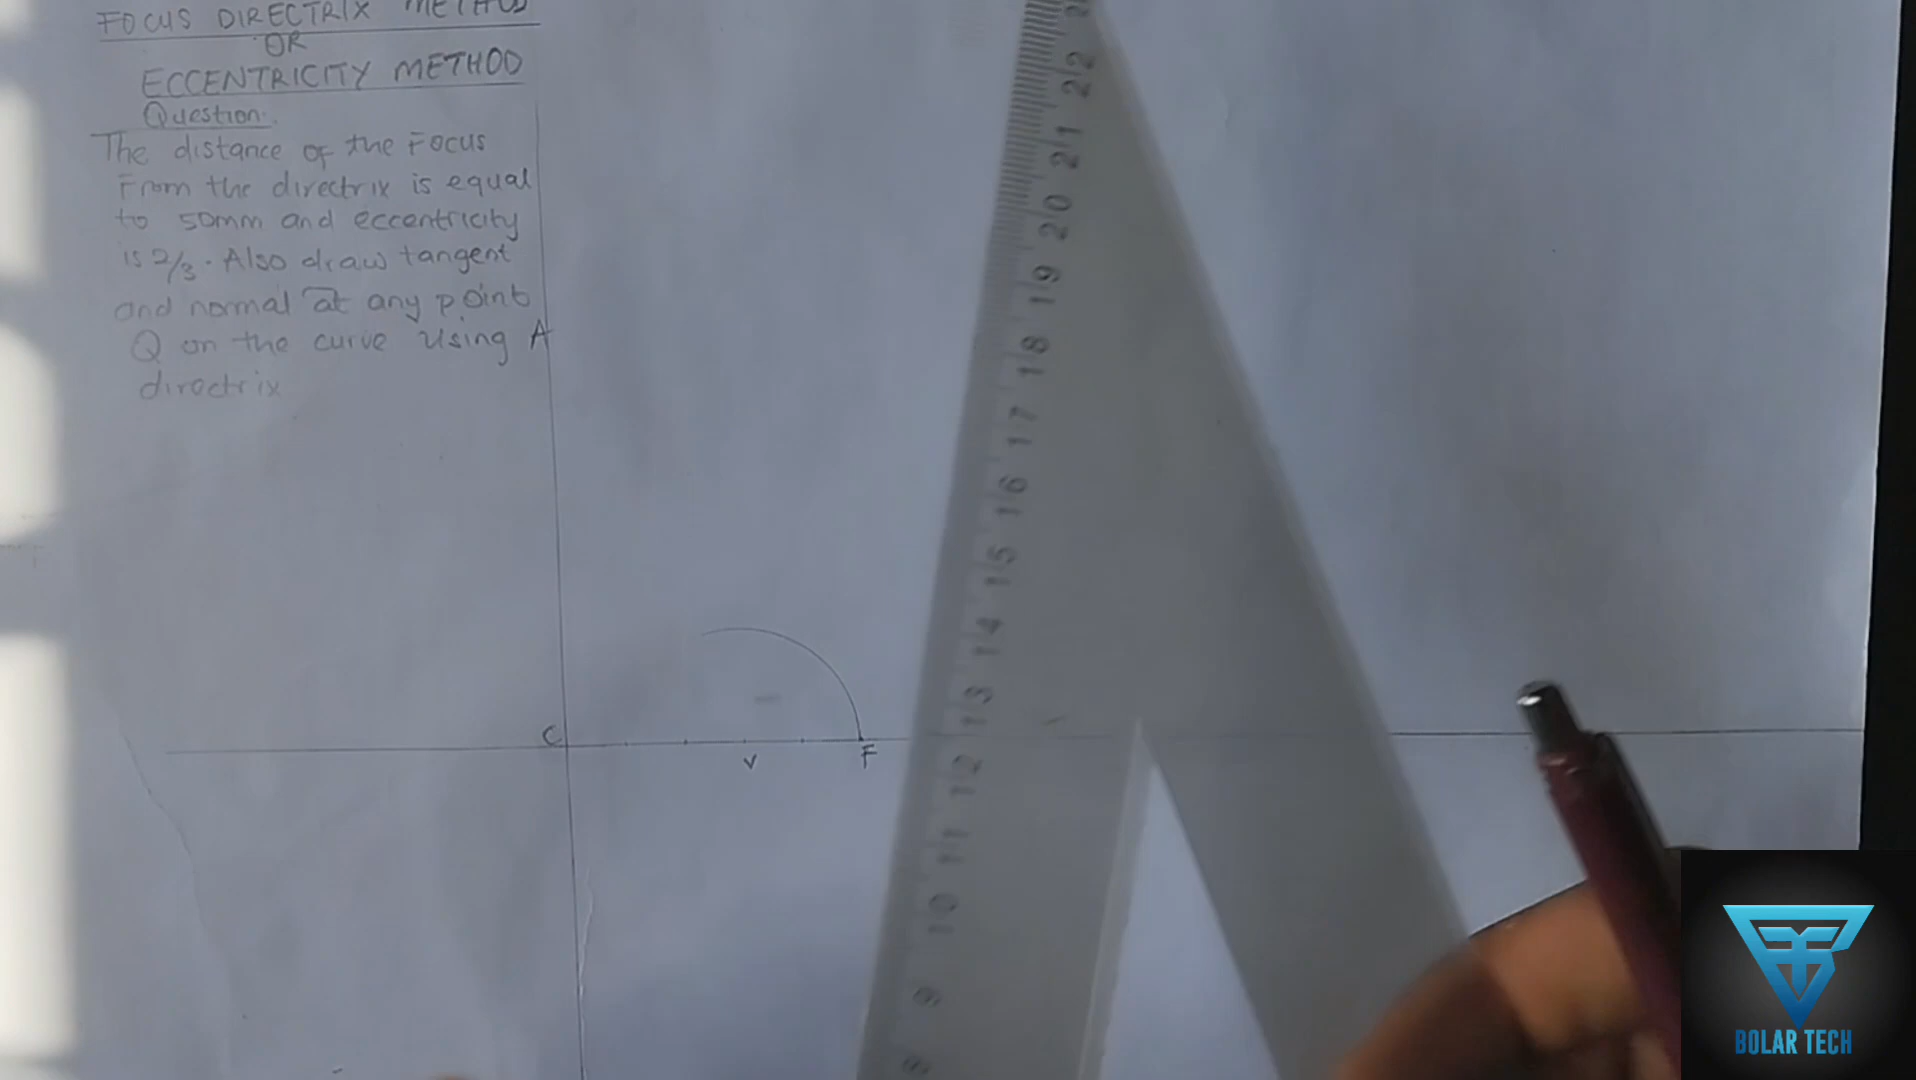 FOCUS DIRECTRIX METHOD
OR
ECCENTRICITY METHOD
Question.
The distance of the Focus
From the directrix is equal
to 50mm and eccentricity
is 2/3. Also draw tangent
and normal at any point
Q on the curve using A
directrix
C
V
F
22
21
20
19
18
17
16
15
14
13
12
11
10
9
8
BOLAR TECH